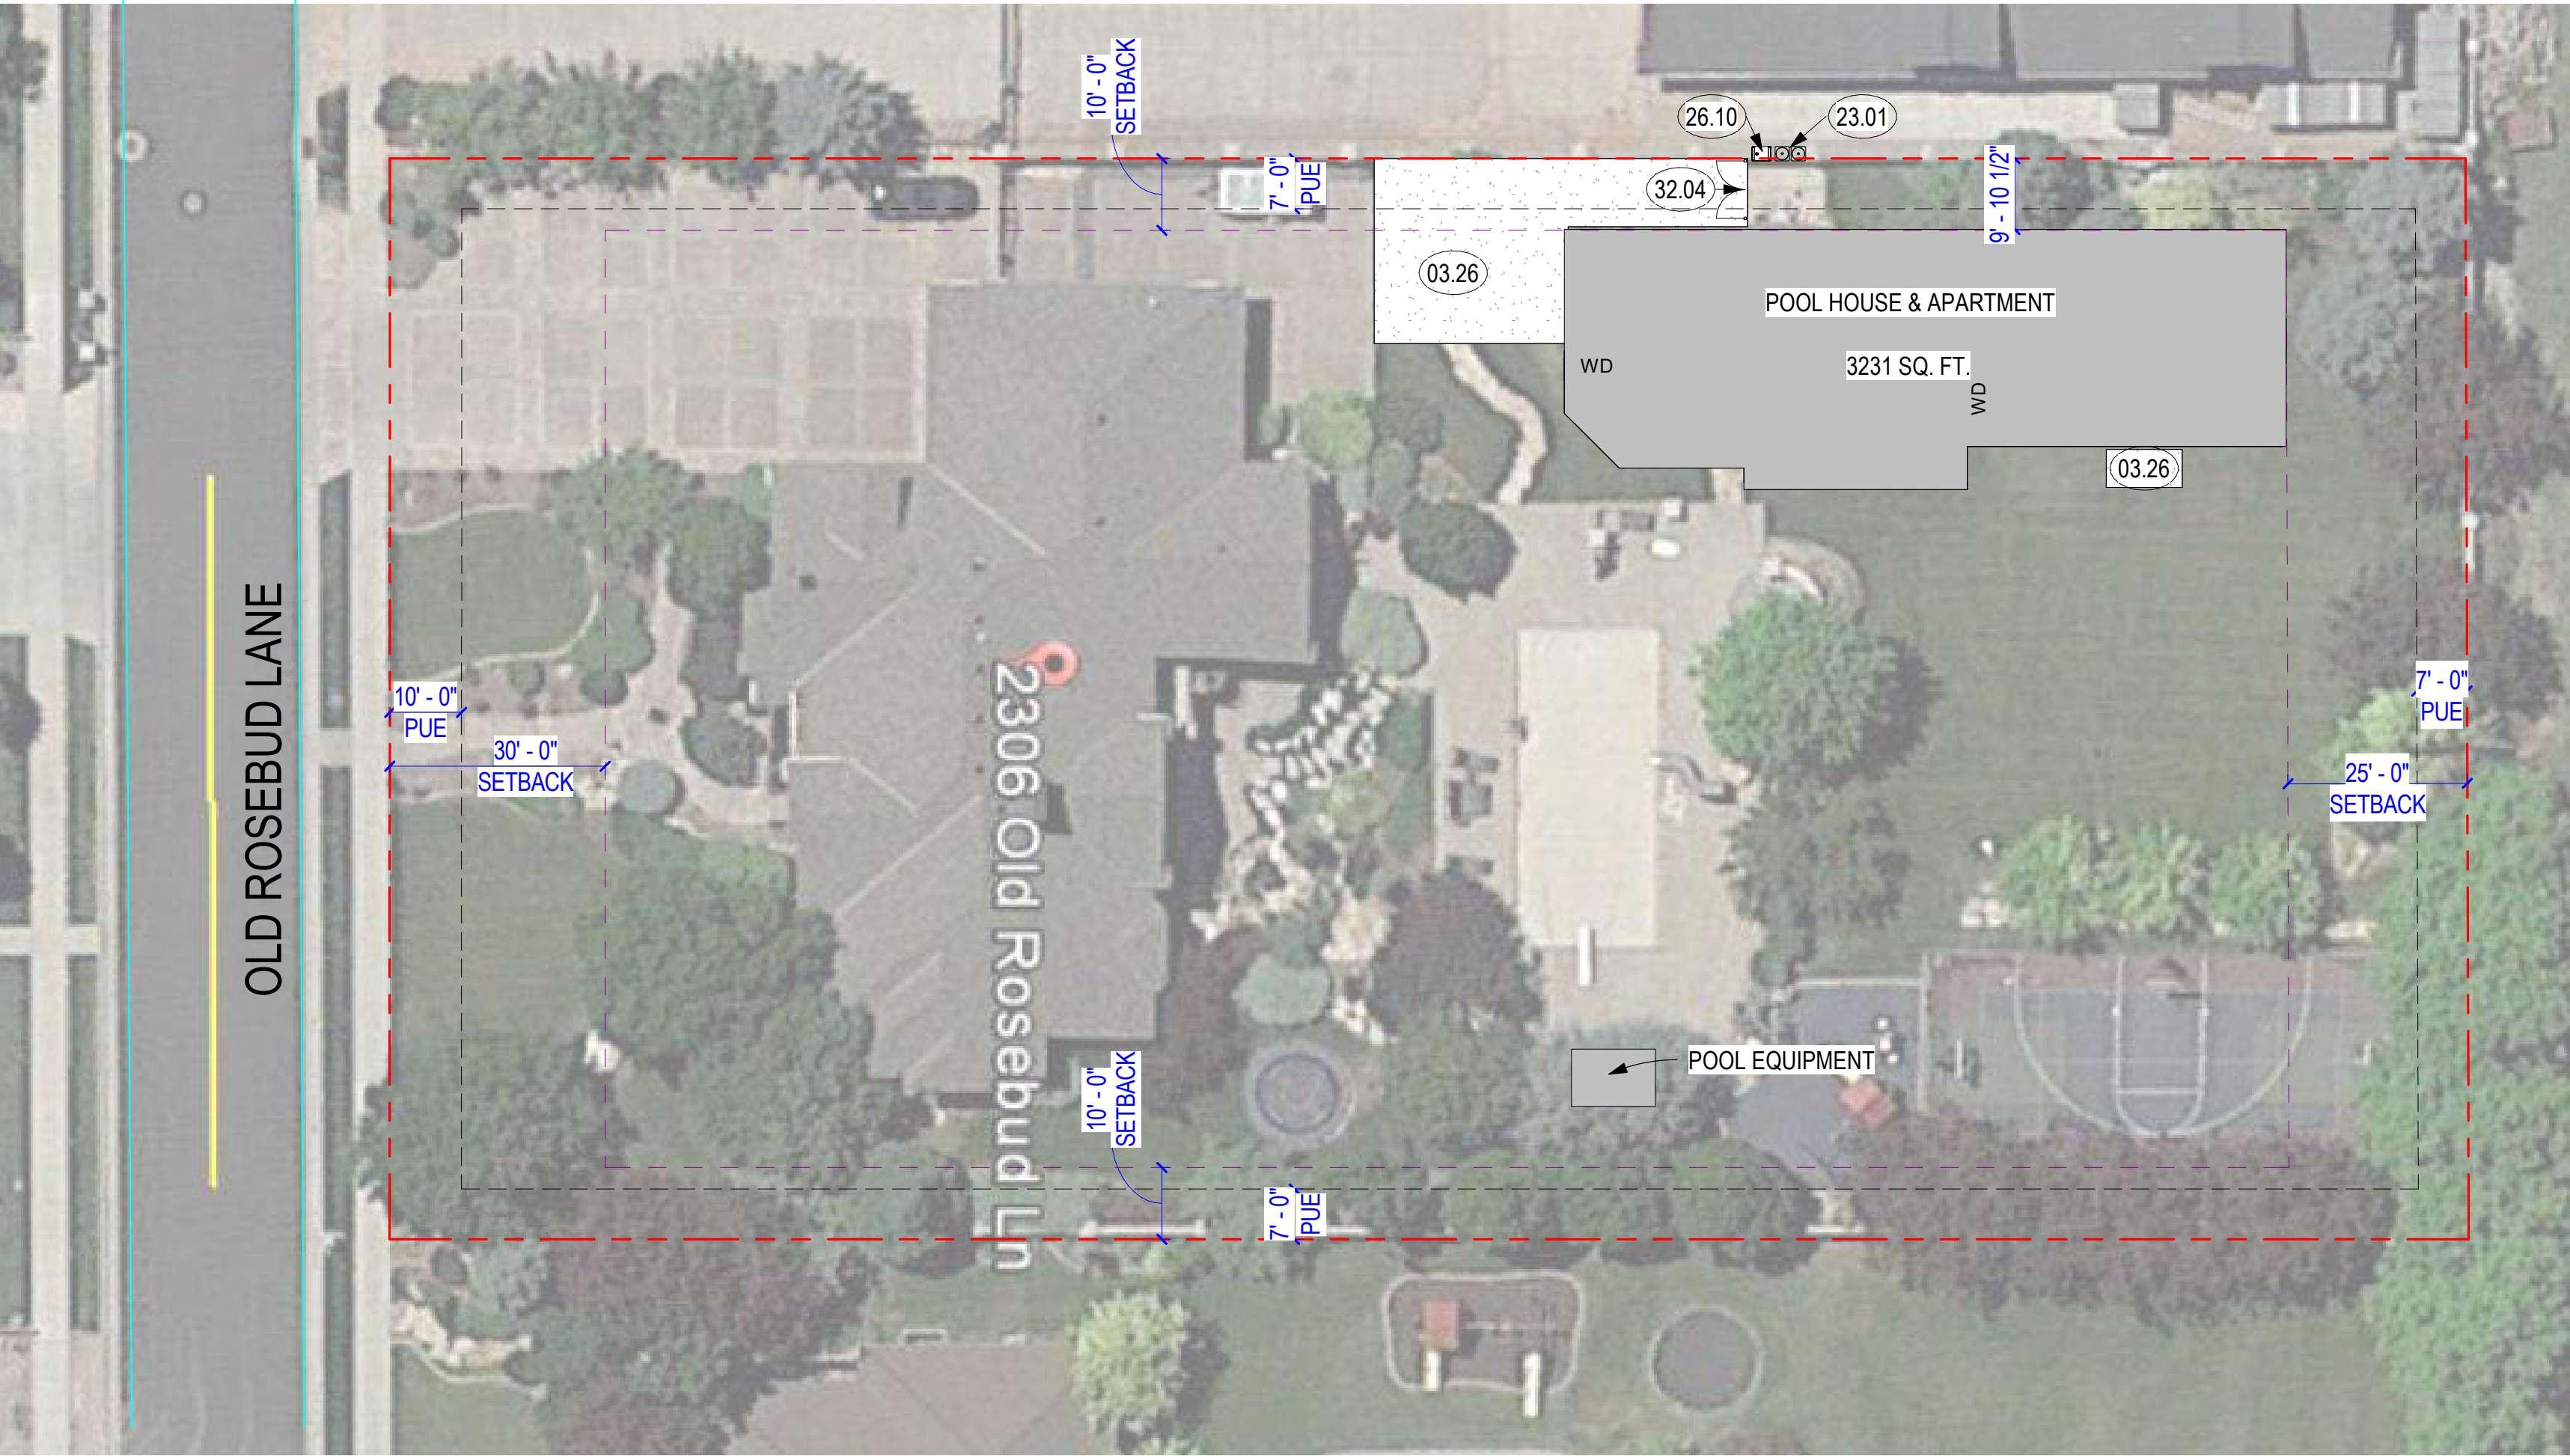 10' - 0"
SETBACK
26.10
23.01
7' - 0"
PUE
32.04
9' - 10 1/2"
03.26
POOL HOUSE & APARTMENT
WD
3231 SQ. FT.
WD
03.26
OLD ROSEBUD LANE
2306 Old Rosebud Ln
10' - 0"
PUE
30' - 0"
SETBACK
7' - 0"
PUE
25' - 0"
SETBACK
POOL EQUIPMENT
10' - 0"
SETBACK
7' - 0"
PUE